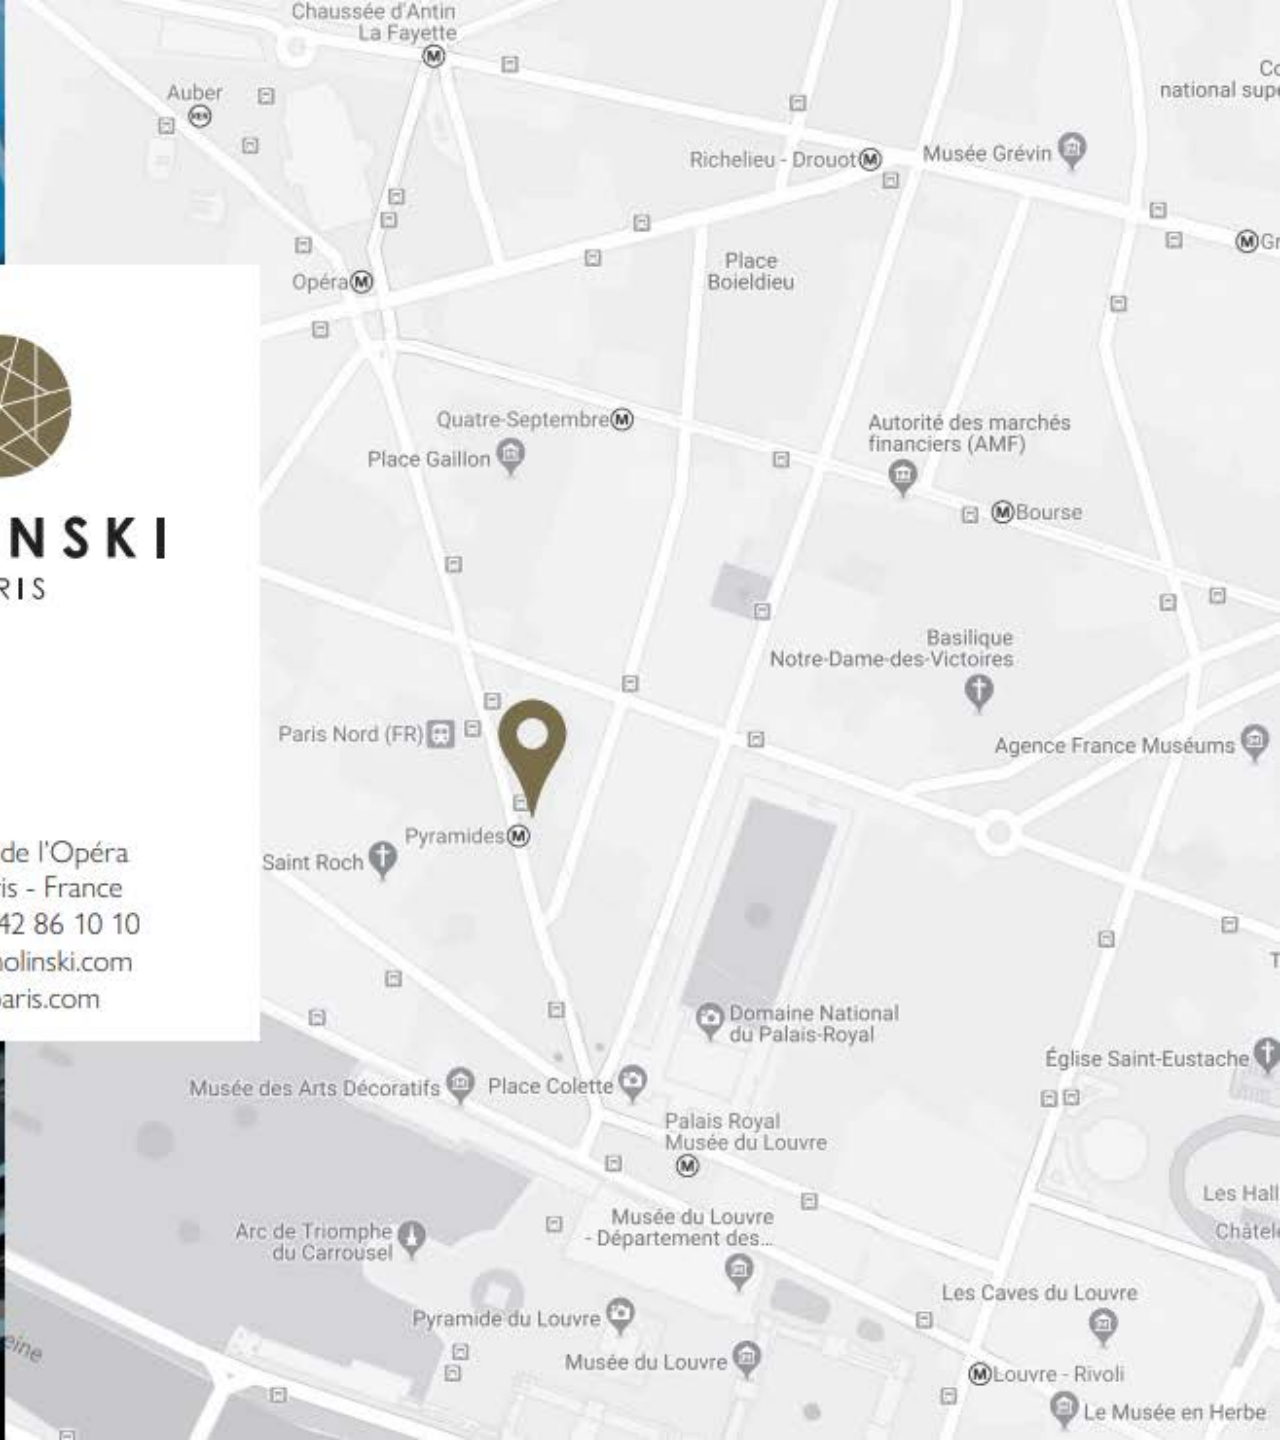 Chaussée d'Antin
La Fayette
Auber
Richelieu - Drouot
Musée Grévin
national
Opéra
Place
Boieldieu
Quatre-Septembre
Place Gaillon
Autorité des marchés
financiers (AMF)
Bourse
NSKI
RIS
Basilique
Notre-Dame-des-Victoires
Paris Nord (FR)
Agence France Muséums
Pyramides
Saint Roch
de l'Opéra
is - France
42 86 10 10
olinski.com
aris.com
Domaine National
du Palais-Royal
Église Saint-Eustache
Musée des Arts Décoratifs
Place Colette
Palais Royal
Musée du Louvre
Les Hall
Châtele
Musée du Louvre
- Département des...
Arc de Triomphe
du Carrousel
Les Caves du Louvre
Pyramide du Louvre
eine
Musée du Louvre
Louvre - Rivoli
Le Musée en Herbe